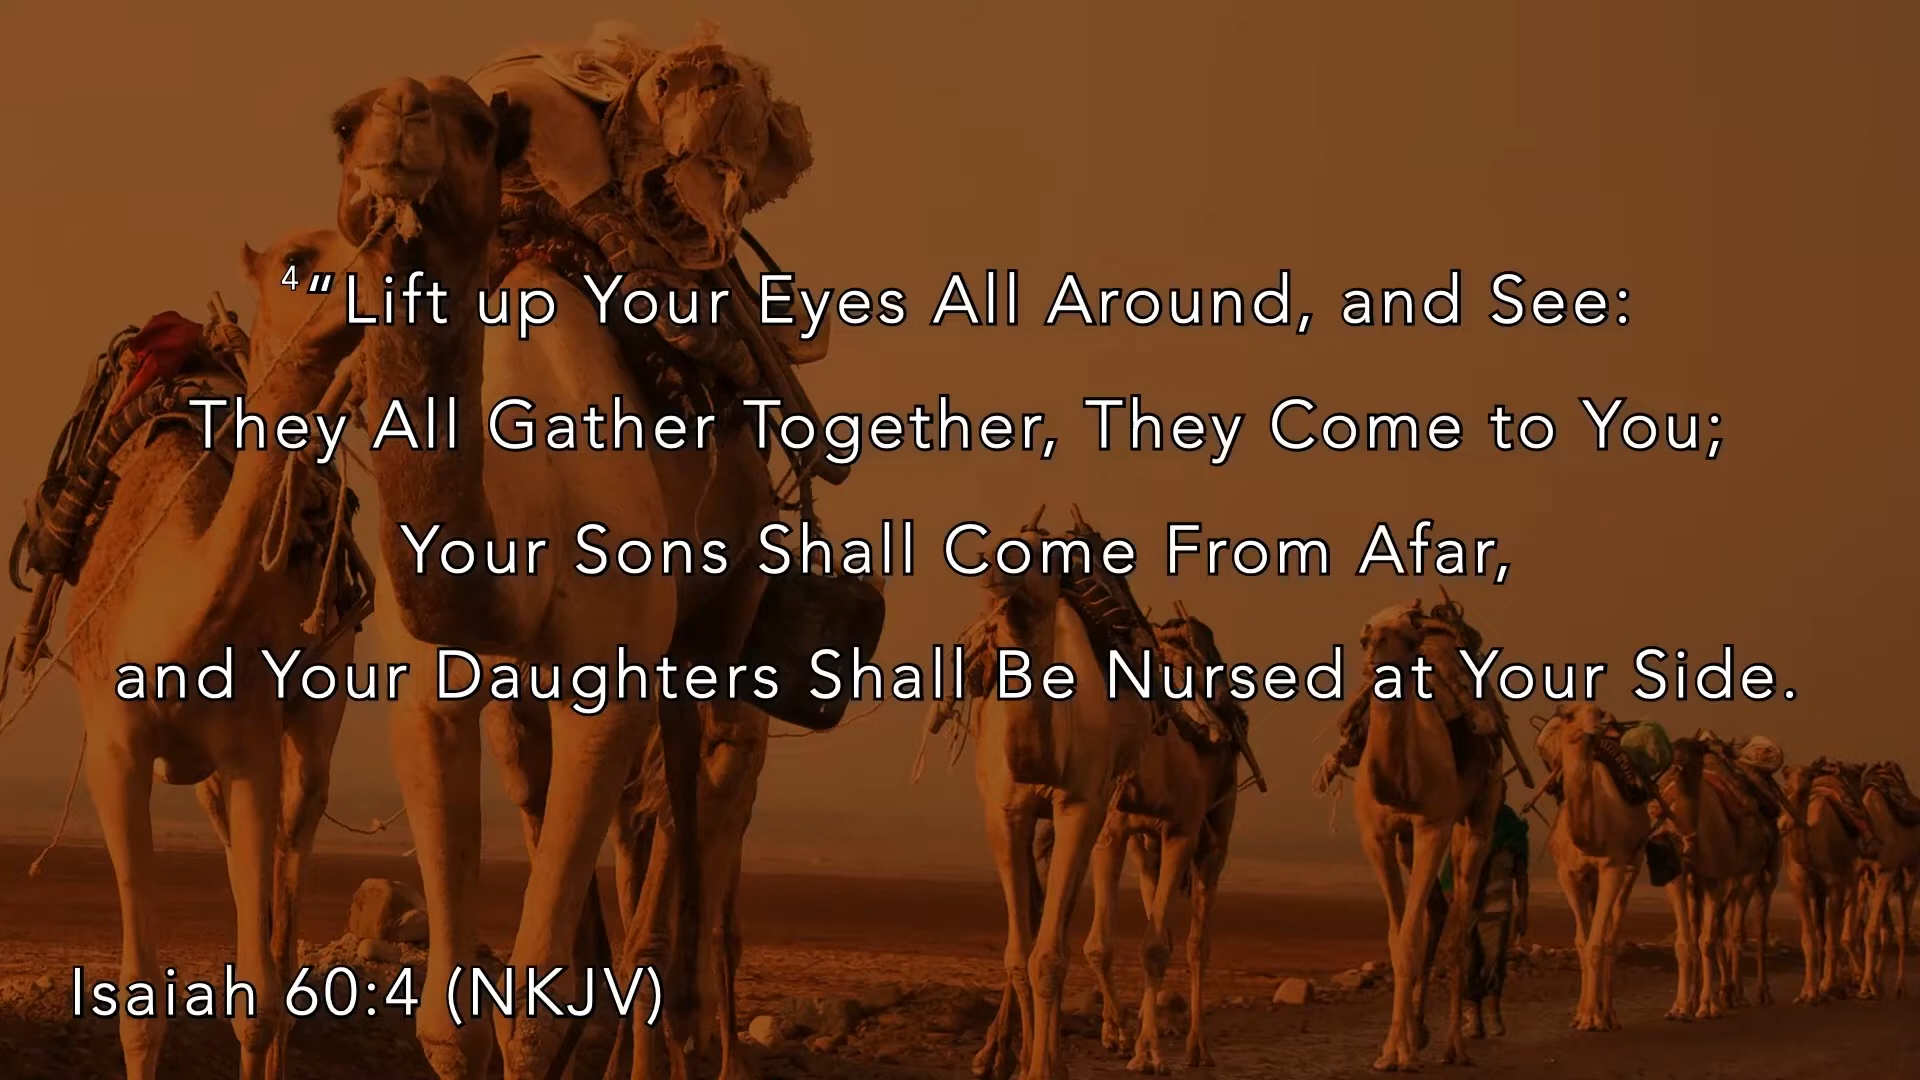 4"Lift up Your Eyes All Around, and See:
They All Gather Together, They Come to You;
Your Sons Shall Come From Afar,
and Your Daughters Shall Be Nursed at Your Side.
Isaiah 60:4 (NKJV)